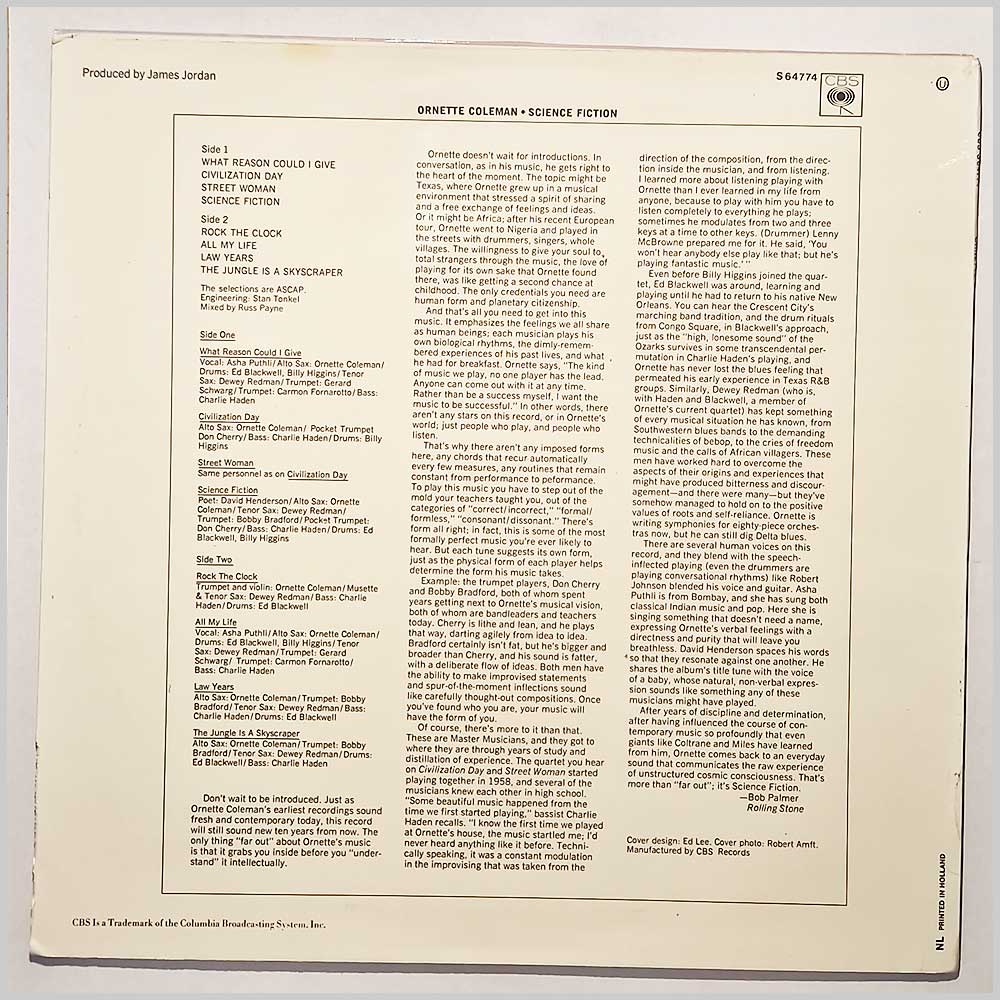 Produced by James Jordan
S 64774
CBS
U
ORNETTE COLEMAN • SCIENCE FICTION
Side 1
WHAT REASON COULD I GIVE
CIVILIZATION DAY
STREET WOMAN
SCIENCE FICTION
Side 2
ROCK THE CLOCK
ALL MY LIFE
LAW YEARS
THE JUNGLE IS A SKYSCRAPER
The selections are ASCAP.
Engineering: Stan Tonkel
Mixed by Russ Payne
Side One
What Reason Could I Give
Vocal: Asha Puthli/Alto Sax: Ornette Coleman/
Drums: Ed Blackwell, Billy Higgins/Tenor
Sax: Dewey Redman/Trumpet: Gerard
Schwarg/Trumpet: Carmon Fornarotto/Bass:
Charlie Haden
Civilization Day
Alto Sax: Ornette Coleman/ Pocket Trumpet
Don Cherry/Bass: Charlie Haden/Drums: Billy
Higgins
Street Woman
Same personnel as on Civilization Day
Science Fiction
Poet: David Henderson/Alto Sax: Ornette
Coleman/Tenor Sax: Dewey Redman/
Trumpet: Bobby Bradford/Pocket Trumpet:
Don Cherry/Bass: Charlie Haden/Drums: Ed
Blackwell, Billy Higgins
Side Two
Rock The Clock
Trumpet and violin: Ornette Coleman/Musette
& Tenor Sax: Dewey Redman/Bass: Charlie
Haden/Drums: Ed Blackwell
All My Life
Vocal: Asha Puthli/Alto Sax: Ornette Coleman/
Drums: Ed Blackwell, Billy Higgins/Tenor
Sax: Dewey Redman/Trumpet: Gerard
Schwarg/ Trumpet: Carmon Fornarotto/
Bass: Charlie Haden
Law Years
Alto Sax: Ornette Coleman/Trumpet: Bobby
Bradford/Tenor Sax: Dewey Redman/Bass:
Charlie Haden/Drums: Ed Blackwell
The Jungle Is A Skyscraper
Alto Sax: Ornette Coleman/Trumpet: Bobby
Bradford/Tenor Sax: Dewey Redman/Drums:
Ed Blackwell/Bass: Charlie Haden
Don't wait to be introduced. Just as
Ornette Coleman's earliest recordings sound
fresh and contemporary today, this record
will still sound new ten years from now. The
only thing "far out" about Ornette's music
is that it grabs you inside before you "under-
stand" it intellectually.
Ornette doesn't wait for introductions. In
conversation, as in his music, he gets right to
the heart of the moment. The topic might be
Texas, where Ornette grew up in a musical
environment that stressed a spirit of sharing
and a free exchange of feelings and ideas.
Or it might be Africa; after his recent European
tour, Ornette went to Nigeria and played in
the streets with drummers, singers, whole
villages. The willingness to give your soul to
total strangers through the music, the love of
playing for its own sake that Ornette found
there, was like getting a second chance at
childhood. The only credentials you need are
human form and planetary citizenship.
And that's all you need to get into this
music. It emphasizes the feelings we all share
as human beings; each musician plays his
own biological rhythms, the dimly-remem-
bered experiences of his past lives, and what
he had for breakfast. Ornette says, "The kind
of music we play, no one player has the lead.
Anyone can come out with it at any time.
Rather than be a success myself, I want the
music to be successful." In other words, there
aren't any stars on this record, or in Ornette's
world; just people who play, and people who
listen.
That's why there aren't any imposed forms
here, any chords that recur automatically
every few measures, any routines that remain
constant from performance to peformance.
To play this music you have to step out of the
mold your teachers taught you, out of the
categories of "correct/incorrect," "formal/
formless," "consonant/dissonant." There's
form all right; in fact, this is some of the most
formally perfect music you're ever likely to
hear. But each tune suggests its own form,
just as the physical form of each player helps
determine the form his music takes.
Example: the trumpet players, Don Cherry
and Bobby Bradford, both of whom spent
years getting next to Ornette's musical vision,
both of whom are bandleaders and teachers
today. Cherry is lithe and lean, and he plays
that way, darting agilely from idea to idea.
Bradford certainly isn't fat, but he's bigger and
broader than Cherry, and his sound is fatter,
with a deliberate flow of ideas. Both men have
the ability to make improvised statements
and spur-of-the-moment inflections sound
like carefully thought-out compositions. Once
you've found who you are, your music will
have the form of you.
Of course, there's more to it than that.
These are Master Musicians, and they got to
where they are through years of study and
distillation of experience. The quartet you hear
on Civilization Day and Street Woman started
playing together in 1958, and several of the
musicians knew each other in high school.
"Some beautiful music happened from the
time we first started playing," bassist Charlie
Haden recalls. "I know the first time we played
at Ornette's house, the music startled me; I'd
never heard anything like it before. Techni-
cally speaking, it was a constant modulation
in the improvising that was taken from the
direction of the composition, from the direc-
tion inside the musician, and from listening.
I learned more about listening playing with
Ornette than I ever learned in my life from
anyone, because to play with him you have to
listen completely to everything he plays;
sometimes he modulates from two and three
keys at a time to other keys. (Drummer) Lenny
McBrowne prepared me for it. He said, 'You
won't hear anybody else play like that; but he's
playing fantastic music.' "
Even before Billy Higgins joined the quar-
tet, Ed Blackwell was around, learning and
playing until he had to return to his native New
Orleans. You can hear the Crescent City's
marching band tradition, and the drum rituals
from Congo Square, in Blackwell's approach,
just as the "high, lonesome sound" of the
Ozarks survives in some transcendental per-
mutation in Charlie Haden's playing, and
Ornette has never lost the blues feeling that
permeated his early experience in Texas R&B
groups. Similarly, Dewey Redman (who is,
with Haden and Blackwell, a member of
Ornette's current quartet) has kept something
of every musical situation he has known, from
Southwestern blues bands to the demanding
technicalities of bebop, to the cries of freedom
music and the calls of African villagers. These
men have worked hard to overcome the
aspects of their origins and experiences that
might have produced bitterness and discour-
agement—and there were many—but they've
somehow managed to hold on to the positive
values of roots and self-reliance. Ornette is
writing symphonies for eighty-piece orches-
tras now, but he can still dig Delta blues.
There are several human voices on this
record, and they blend with the speech-
inflected playing (even the drummers are
playing conversational rhythms) like Robert
Johnson blended his voice and guitar. Asha
Puthli is from Bombay, and she has sung both
classical Indian music and pop. Here she is
singing something that doesn't need a name,
expressing Ornette's verbal feelings with a
directness and purity that will leave you
breathless. David Henderson spaces his words
so that they resonate against one another. He
shares the album's title tune with the voice
of a baby, whose natural, non-verbal expres-
sion sounds like something any of these
musicians might have played.
After years of discipline and determination,
after having influenced the course of con-
temporary music so profoundly that even
giants like Coltrane and Miles have learned
from him, Ornette comes back to an everyday
sound that communicates the raw experience
of unstructured cosmic consciousness. That's
more than "far out"; it's Science Fiction.
—Bob Palmer
Rolling Stone
Cover design: Ed Lee. Cover photo: Robert Amft.
Manufactured by CBS Records
CBS Is a Trademark of the Columbia Broadcasting System, Inc.
NL PRINTED IN HOLLAND